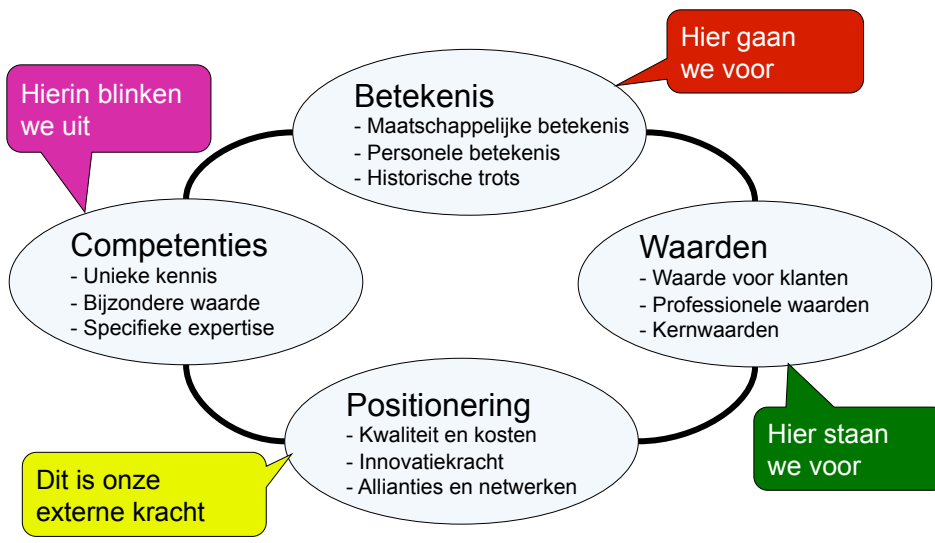 Hier gaan
we voor
Hierin blinken
we uit
Betekenis
- Maatschappelijke betekenis
- Personele betekenis
- Historische trots
Competenties
- Unieke kennis
- Bijzondere waarde
- Specifieke expertise
Waarden
- Waarde voor klanten
- Professionele waarden
- Kernwaarden
Positionering
- Kwaliteit en kosten
- Innovatiekracht
- Allianties en netwerken
Hier staan
we voor
Dit is onze
externe kracht